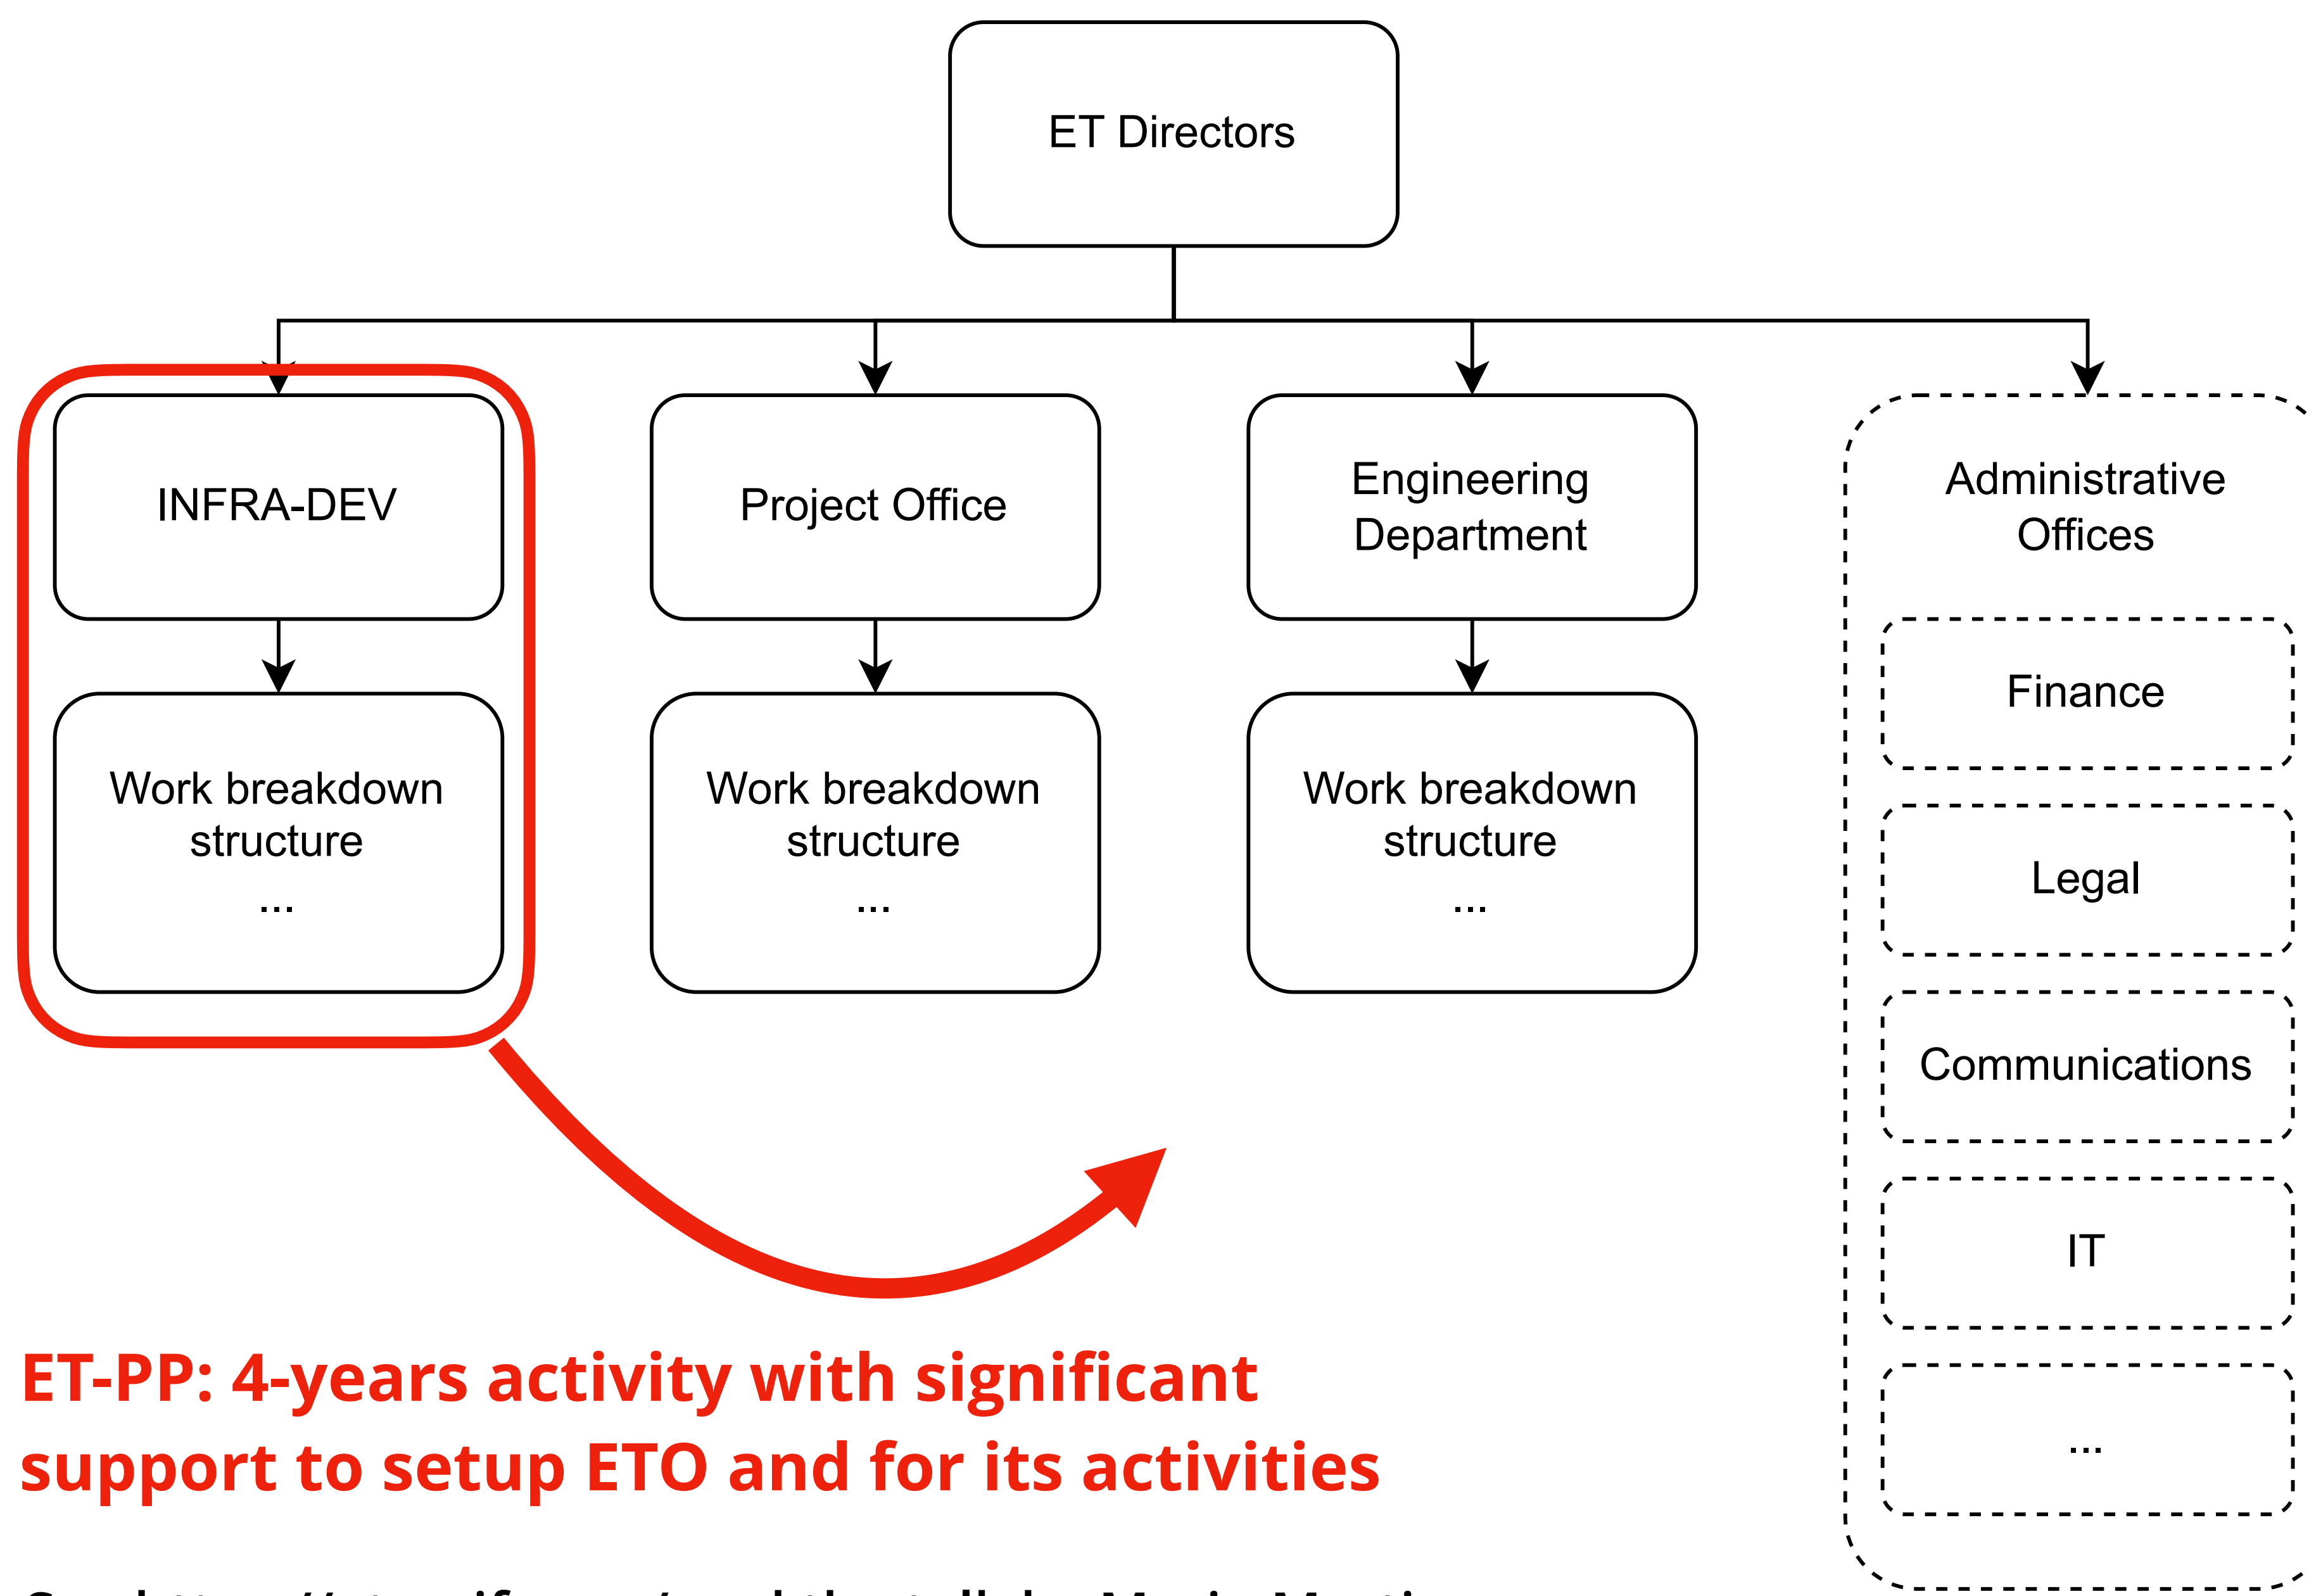 ET Directors
INFRA-DEV
Project Office
Engineering
Department
Administrative
Offices
Work breakdown
structure
...
Work breakdown
structure
...
Work breakdown
structure
...
Finance
Legal
Communications
IT
...
ET-PP: 4-years activity with significant
support to setup ETO and for its activities